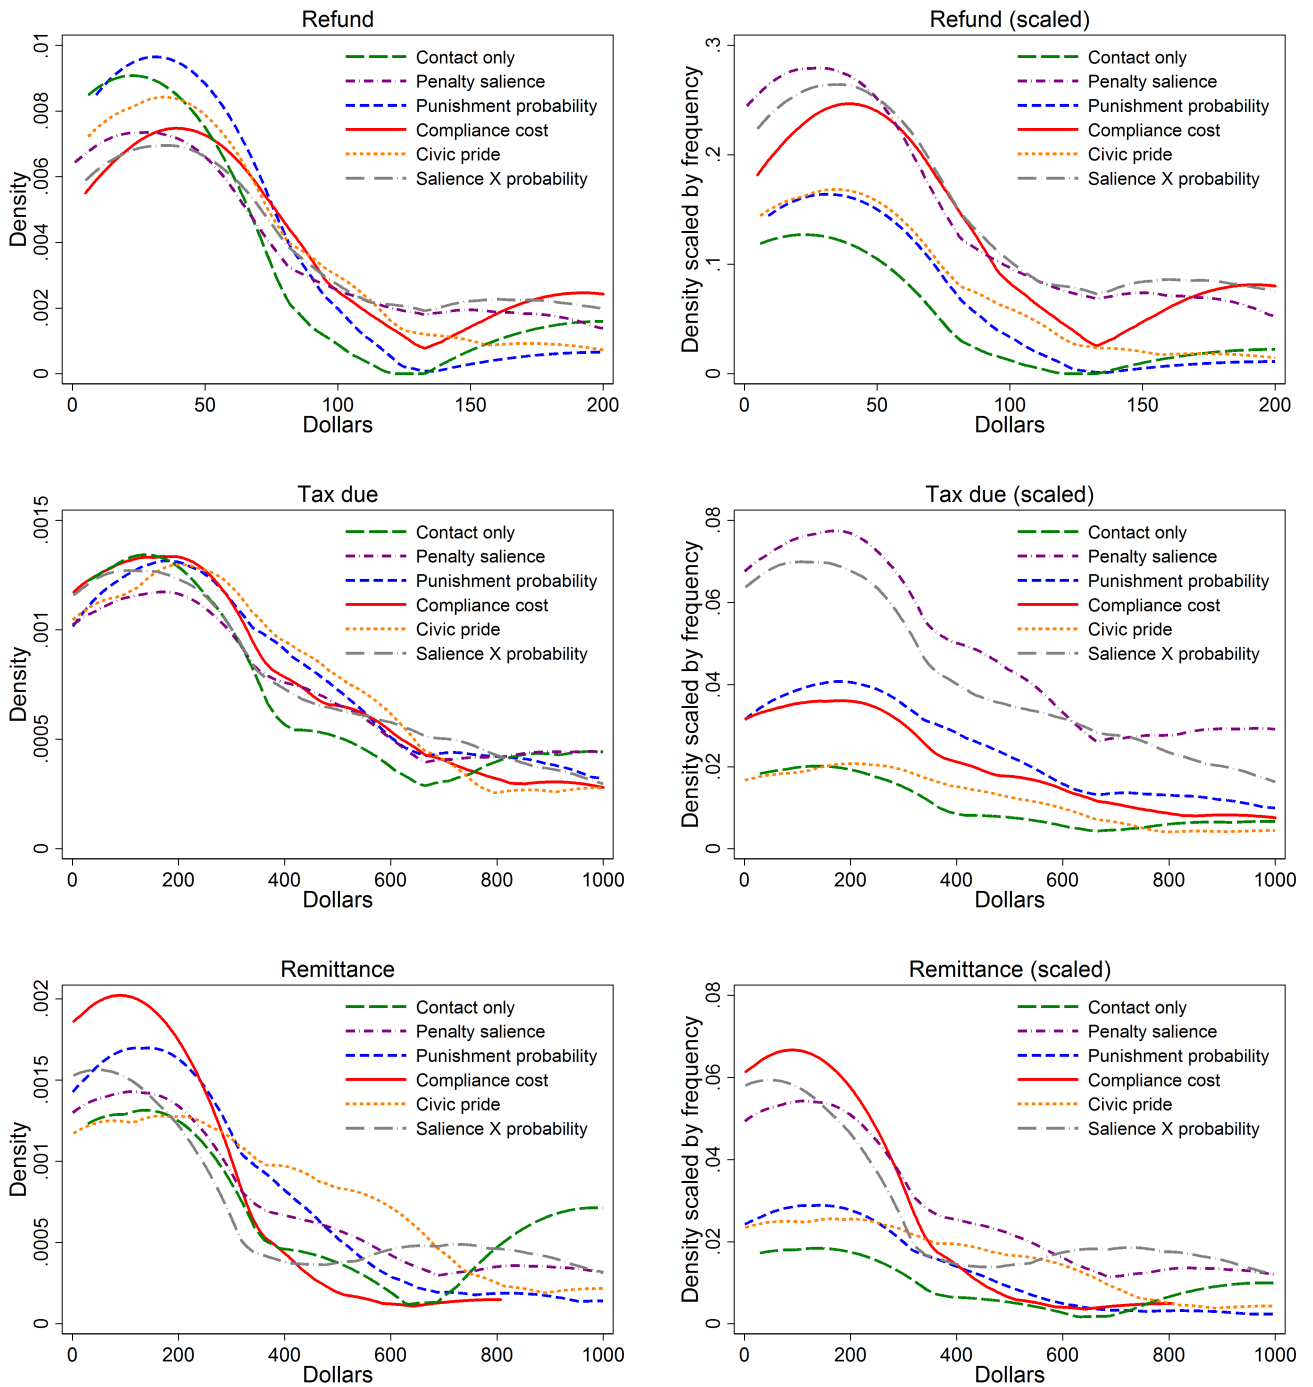 Refund
Density
0
.002
.004
.006
.008
.01
Contact only
Penalty salience
Punishment probability
Compliance cost
Civic pride
Salience X probability
0 50 100 150 200
Dollars
Refund (scaled)
Density scaled by frequency
0
.1
.2
.3
Contact only
Penalty salience
Punishment probability
Compliance cost
Civic pride
Salience X probability
0 50 100 150 200
Dollars
Tax due
Density
0
.0005
.001
.0015
Contact only
Penalty salience
Punishment probability
Compliance cost
Civic pride
Salience X probability
0 200 400 600 800 1000
Dollars
Tax due (scaled)
Density scaled by frequency
0
.02
.04
.06
.08
Contact only
Penalty salience
Punishment probability
Compliance cost
Civic pride
Salience X probability
0 200 400 600 800 1000
Dollars
Remittance
Density
0
.0005
.001
.0015
.002
Contact only
Penalty salience
Punishment probability
Compliance cost
Civic pride
Salience X probability
0 200 400 600 800 1000
Dollars
Remittance (scaled)
Density scaled by frequency
0
.02
.04
.06
.08
Contact only
Penalty salience
Punishment probability
Compliance cost
Civic pride
Salience X probability
0 200 400 600 800 1000
Dollars